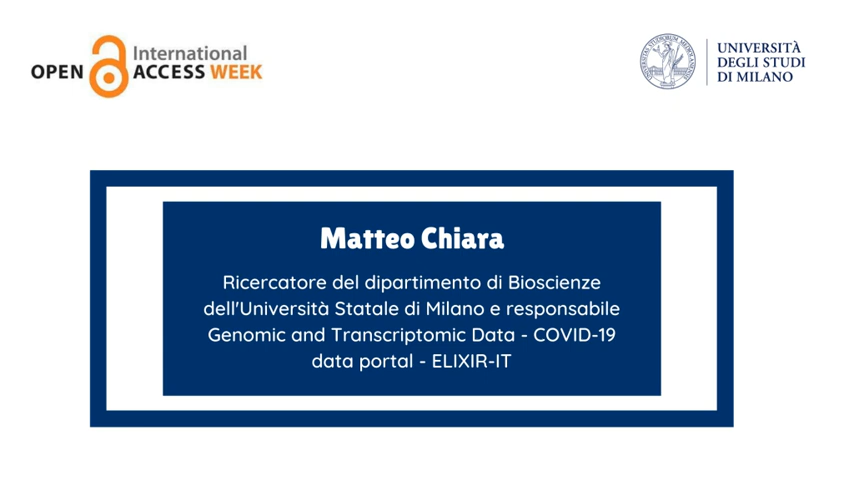 International
OPEN ACCESS WEEK
UNIVERSITÀ
DEGLI STUDI
DI MILANO
Matteo Chiara
Ricercatore del dipartimento di Bioscienze
dell'Università Statale di Milano e responsabile
Genomic and Transcriptomic Data - COVID-19
data portal - ELIXIR-IT